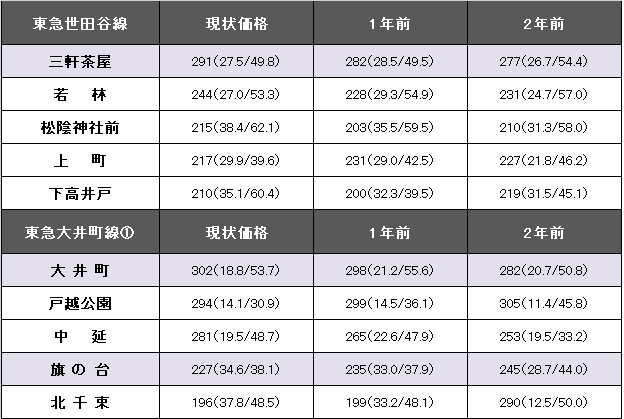 東急世田谷線 現状価格 1年前 2年前
三軒茶屋 291(27.5/49.8) 282(28.5/49.5) 277(26.7/54.4)
若 林 244(27.0/53.3) 228(29.3/54.9) 231(24.7/57.0)
松陰神社前 215(38.4/62.1) 203(35.5/59.5) 210(31.3/58.0)
上 町 217(29.9/39.6) 231(29.0/42.5) 227(21.8/46.2)
下高井戸 210(35.1/60.4) 200(32.3/39.5) 219(31.5/45.1)
東急大井町線① 現状価格 1年前 2年前
大 井 町 302(18.8/53.7) 298(21.2/55.6) 282(20.7/50.8)
戸越公園 294(14.1/30.9) 299(14.5/36.1) 305(11.4/45.8)
中 延 281(19.5/48.7) 265(22.6/47.9) 253(19.5/33.2)
旗 の 台 227(34.6/38.1) 235(33.0/37.9) 245(28.7/44.0)
北 千 束 196(37.8/48.5) 199(33.2/48.1) 290(12.5/50.0)